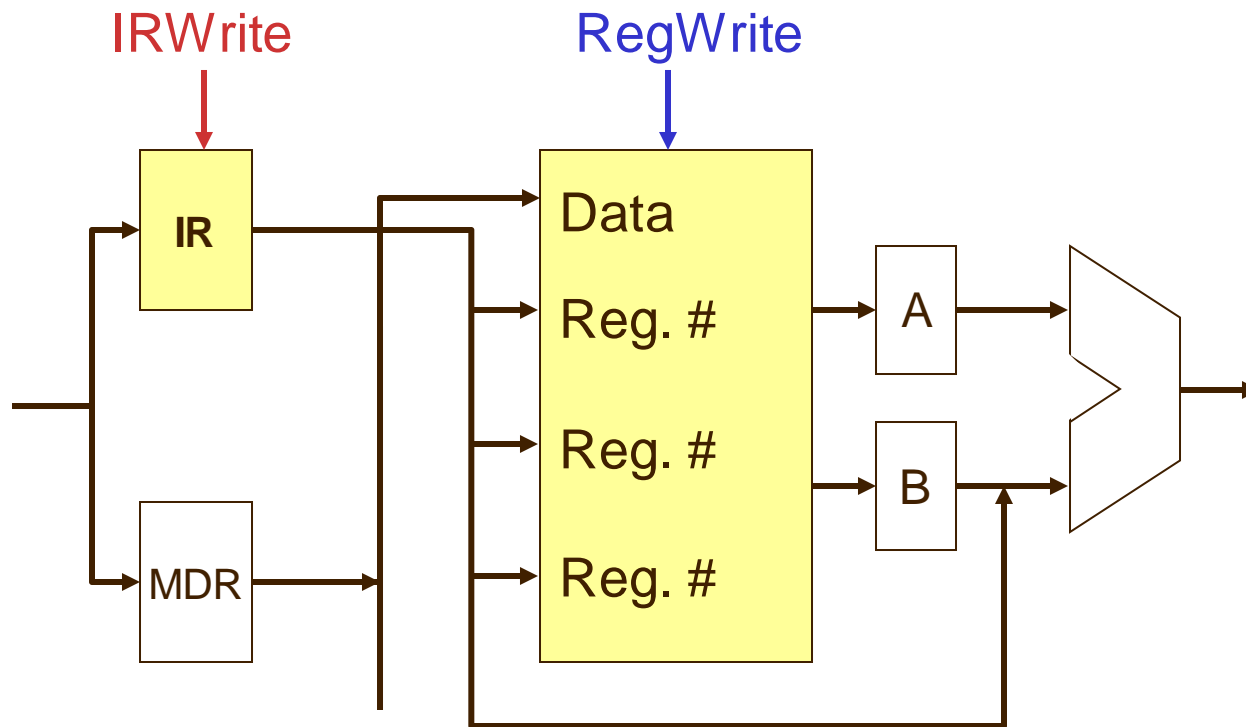 IRWrite
RegWrite
IR
Data
Reg. #
A
Reg. #
B
MDR
Reg. #